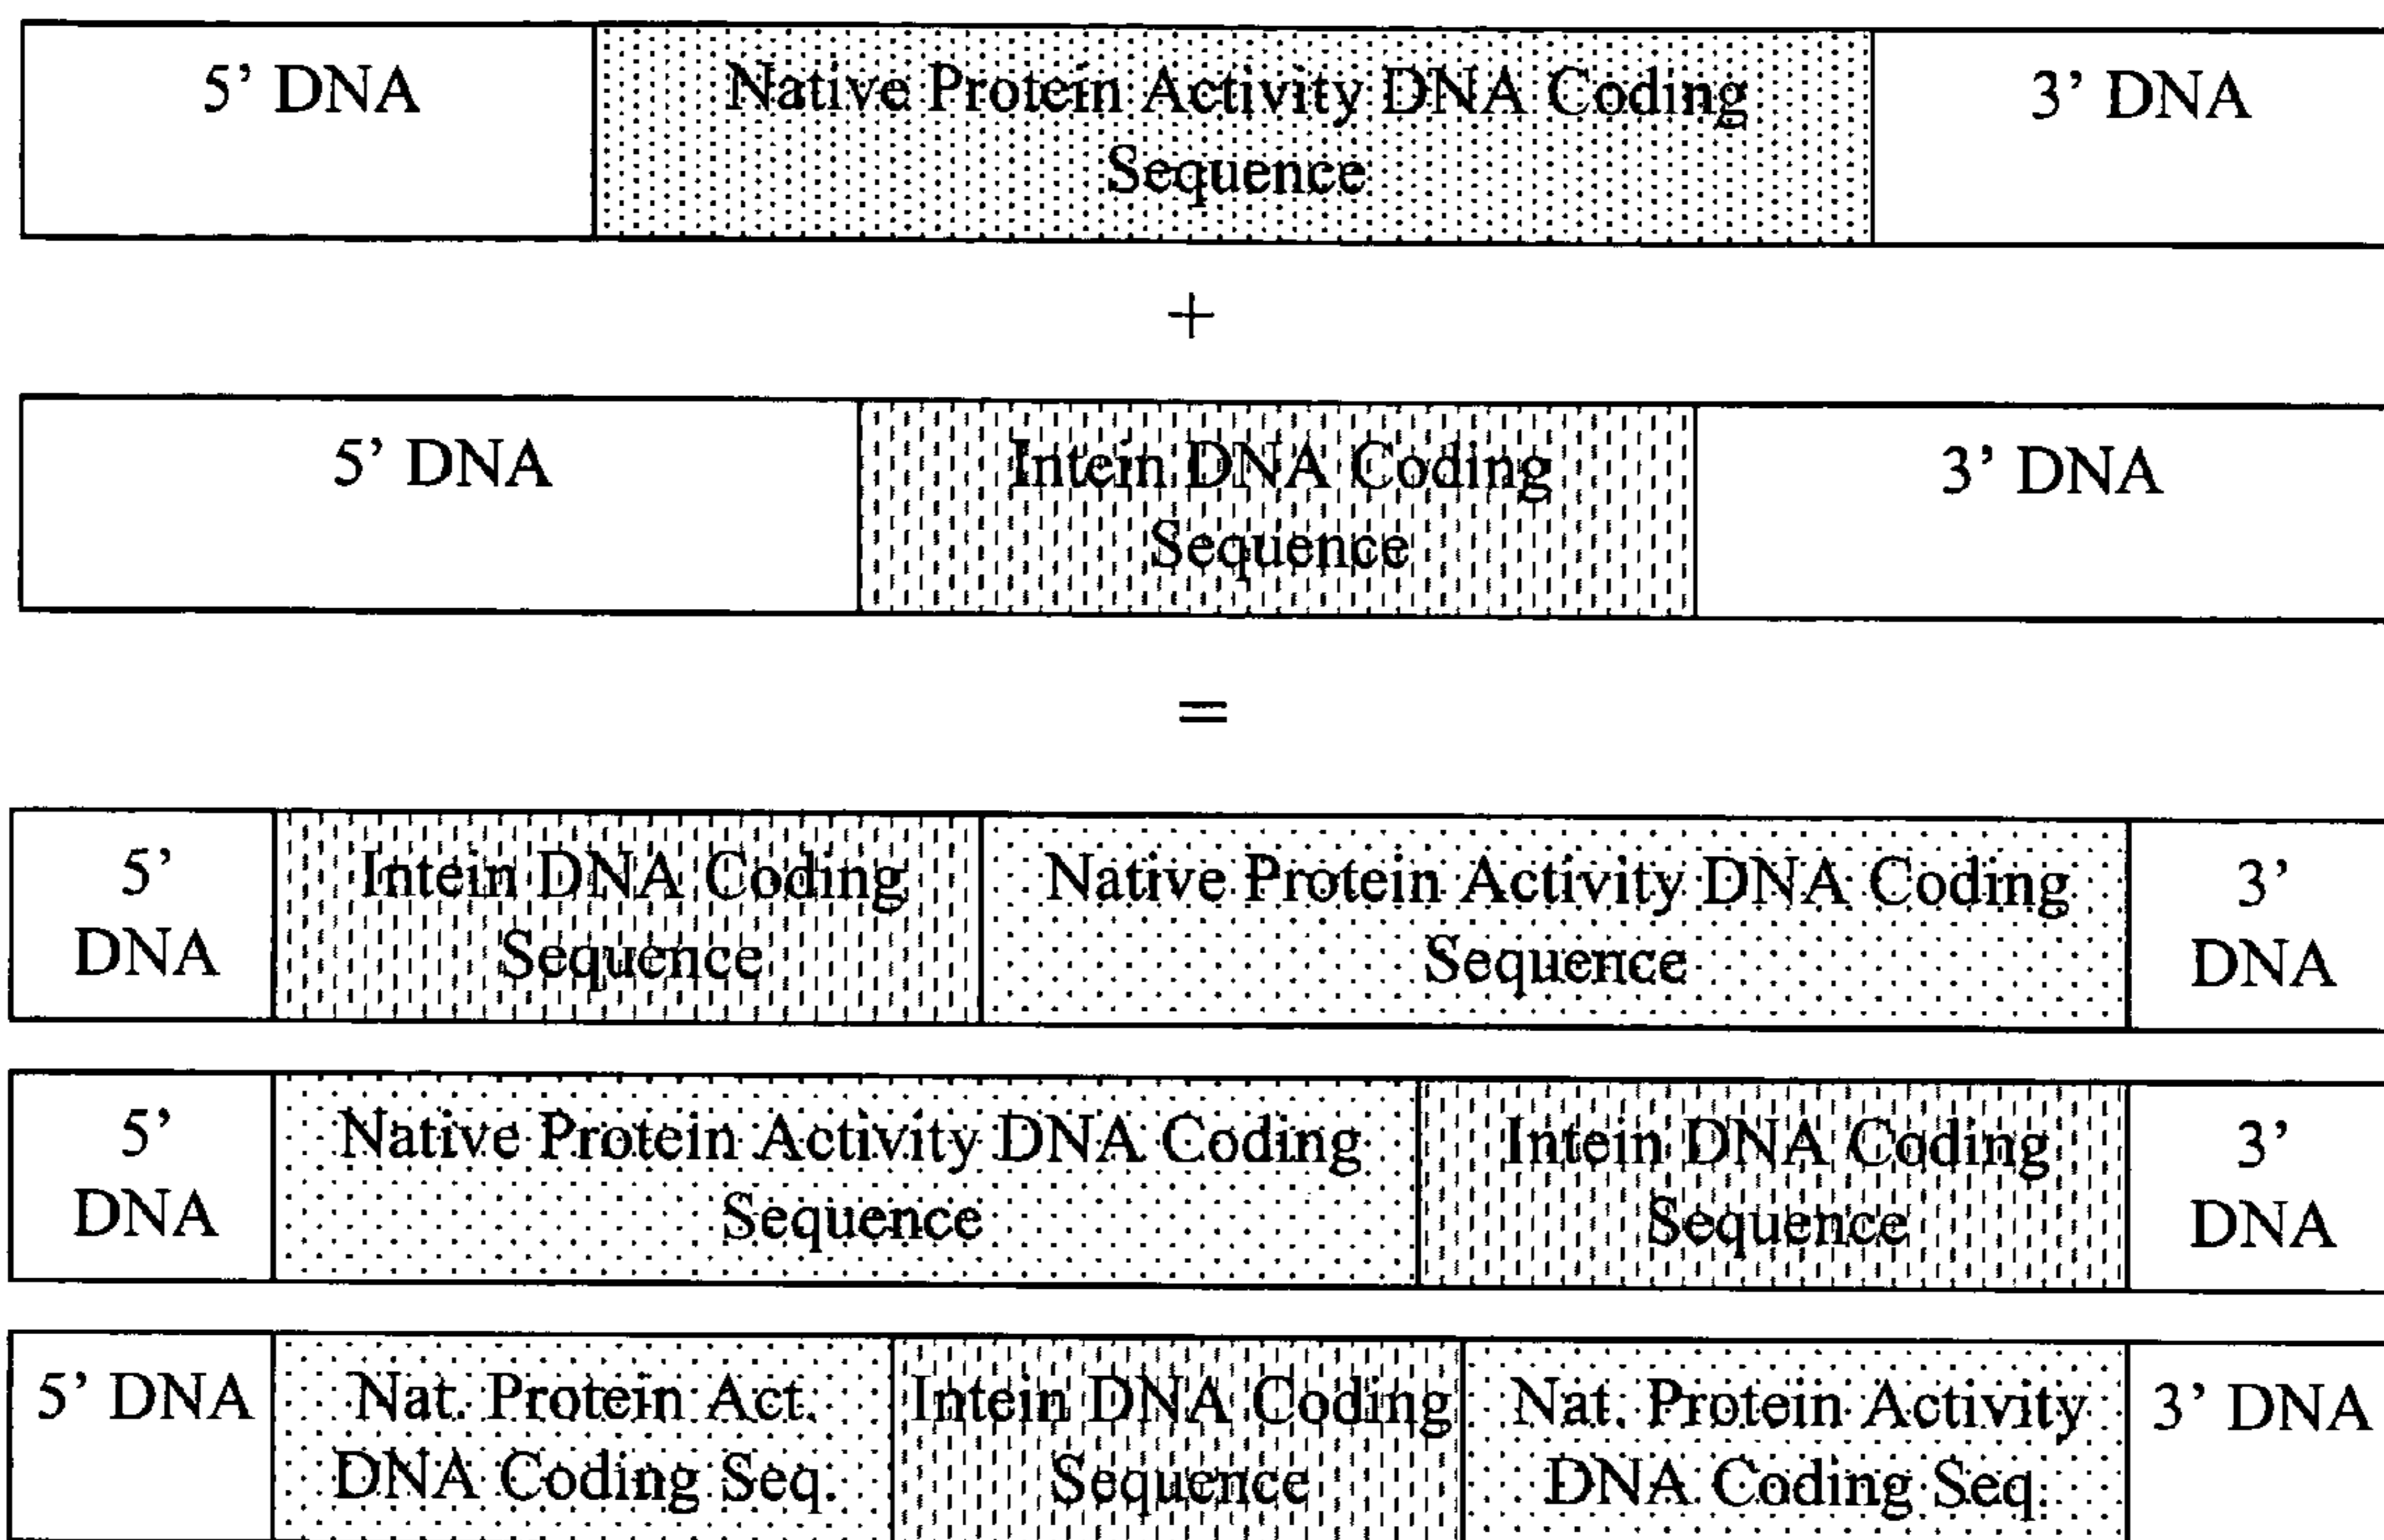 5’ DNA
Native Protein Activity DNA Coding
Sequence
3’ DNA
+
5’ DNA
Intein DNA Coding
Sequence
3’ DNA
=
5’
DNA
Intein DNA Coding
Sequence
Native Protein Activity DNA Coding
Sequence
3’
DNA
5’
DNA
Native Protein Activity DNA Coding
Sequence
Intein DNA Coding
Sequence
3’
DNA
5’ DNA
Nat. Protein Act.
DNA Coding Seq.
Intein DNA Coding
Sequence
Nat. Protein Activity
DNA Coding Seq.
3’ DNA